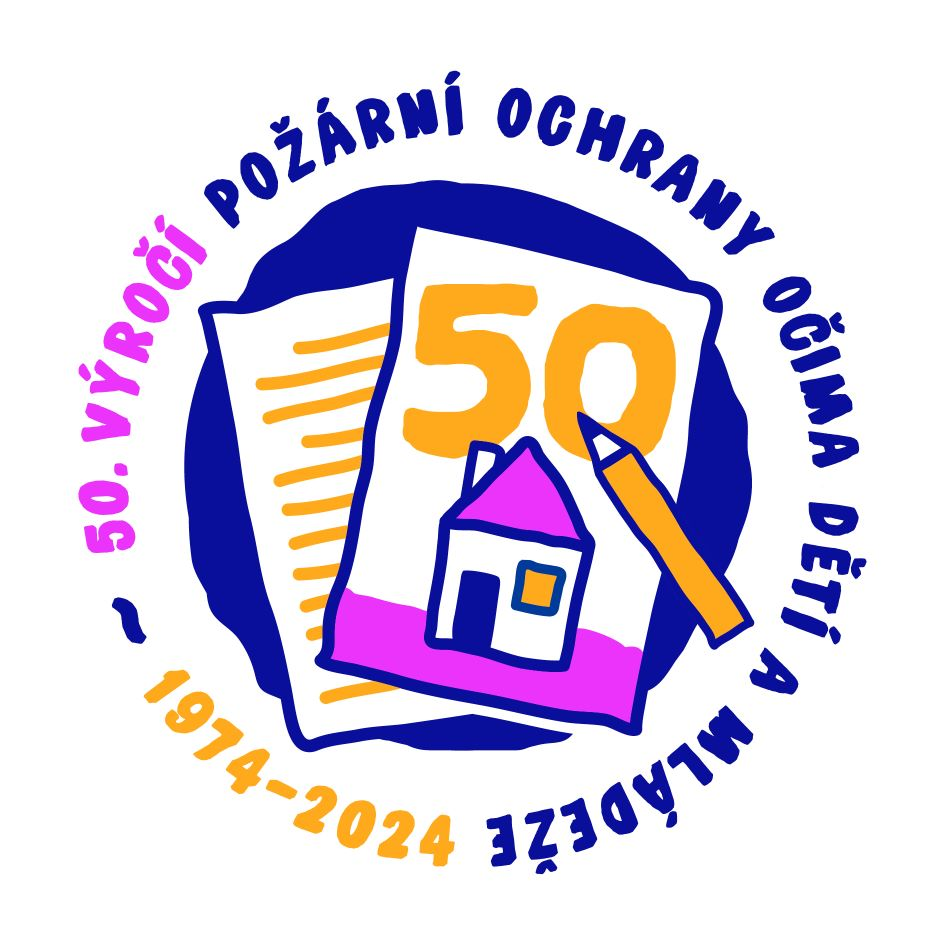 50. VÝROČÍ POŽÁRNÍ OCHRANY OČIMA DĚTÍ A MLÁDEŽE
~ 1974-2024
50